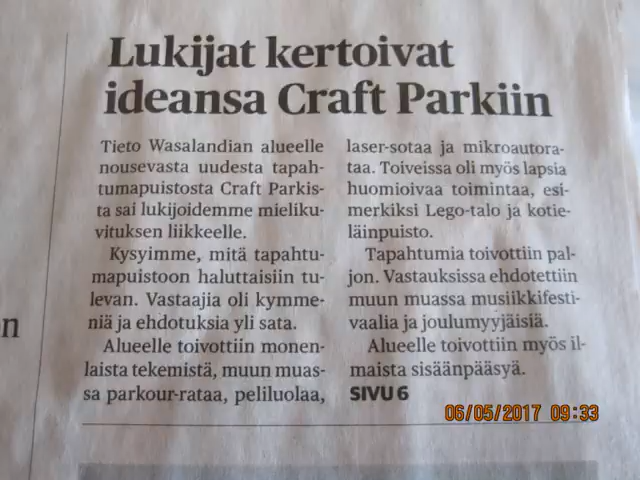 Lukijat kertoivat
ideansa Craft Parkiin
Tieto Wasalandian alueelle
nousevasta uudesta tapah-
tumapuistosta Craft Parkis-
ta sai lukijoidemme mieliku-
vituksen liikkeelle.
Kysyimme, mitä tapahtu-
mapuistoon haluttaisiin tu-
levan. Vastaajia oli kymme-
niä ja ehdotuksia yli sata.
Alueelle toivottiin monen-
laista tekemistä, muun muas-
sa parkour-rataa, peliluolaa,
laser-sotaa ja mikroautora-
taa. Toiveissa oli myös lapsia
huomioivaa toimintaa, esi-
merkiksi Lego-talo ja kotie-
läinpuisto.
Tapahtumia toivottiin pal-
jon. Vastauksissa ehdotettiin
muun muassa musiikkifesti-
vaalia ja joulumyyjäisiä.
Alueelle toivottiin myös il-
maista sisäänpääsyä.
SIVU 6
n
06/05/2017 09:33